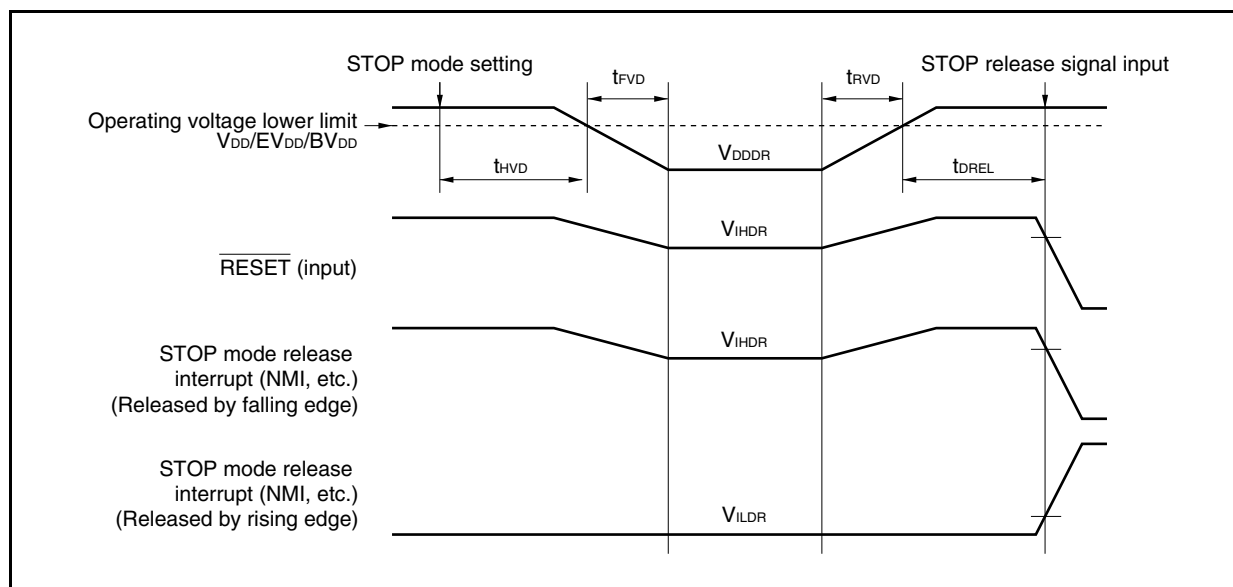 STOP mode setting
tFVD
tRVD
STOP release signal input
Operating voltage lower limit
VDD/EVDD/BVDD
VDDDR
tHVD
tDREL
VIHDR
RESET (input)
VIHDR
STOP mode release
interrupt (NMI, etc.)
(Released by falling edge)
STOP mode release
interrupt (NMI, etc.)
(Released by rising edge)
VILDR